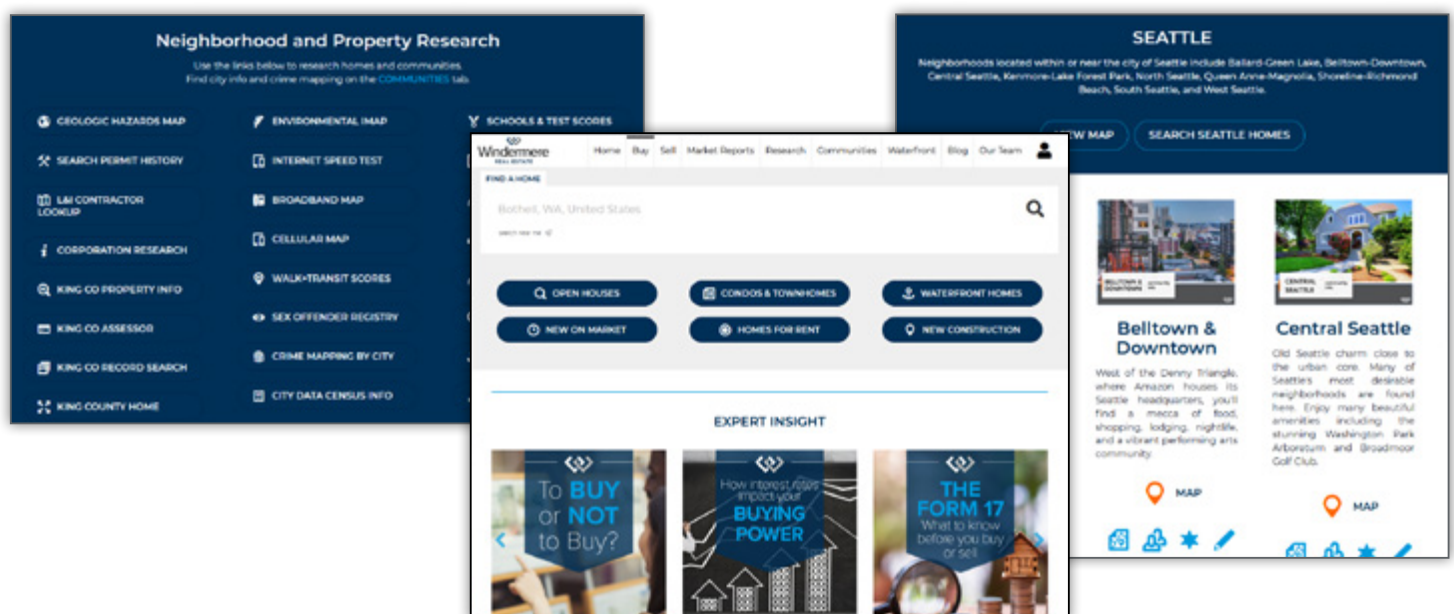 Neighborhood and Property Research
Use the links below to research homes and communities.
Find city info and crime mapping on the COMMUNITIES tab.
GEOLOGIC HAZARDS MAP
ENVIRONMENTAL IMAP
SCHOOLS & TEST SCORES
SEARCH PERMIT HISTORY
INTERNET SPEED TEST
L&I CONTRACTOR
LOOKUP
BROADBAND MAP
CORPORATION RESEARCH
CELLULAR MAP
KING CO PROPERTY INFO
WALK+TRANSIT SCORES
KING CO ASSESSOR
SEX OFFENDER REGISTRY
KING CO RECORD SEARCH
CRIME MAPPING BY CITY
KING COUNTY HOME
CITY DATA CENSUS INFO
Windermere
REAL ESTATE
Home Buy Sell Market Reports Research Communities Waterfront Blog Our Team
FIND A HOME
Bothell, WA, United States
OPEN HOUSES
CONDOS & TOWNHOMES
WATERFRONT HOMES
NEW ON MARKET
HOMES FOR RENT
NEW CONSTRUCTION
EXPERT INSIGHT
To BUY
or NOT
to Buy?
How interest rates
impact your
BUYING
POWER
THE
FORM 17
What to know
before you buy
or sell
SEATTLE
Neighborhoods located within or near the city of Seattle include Ballard-Green Lake, Belltown-Downtown,
Central Seattle, Kenmore-Lake Forest Park, North Seattle, Queen Anne-Magnolia, Shoreline-Richmond
Beach, South Seattle, and West Seattle.
MAP
SEARCH SEATTLE HOMES
BELLTOWN &
DOWNTOWN
CENTRAL
SEATTLE
Belltown &
Downtown
West of the Denny Triangle,
where Amazon houses its
Seattle headquarters, you'll
find a mecca of food,
shopping, lodging, nightlife,
and a vibrant performing arts
community.
MAP
Central Seattle
Old Seattle charm close to
the urban core. Many of
Seattle's most desirable
neighborhoods are found
here. Enjoy many beautiful
amenities including the
stunning Washington Park
Arboretum and Broadmoor
Golf Club.
MAP